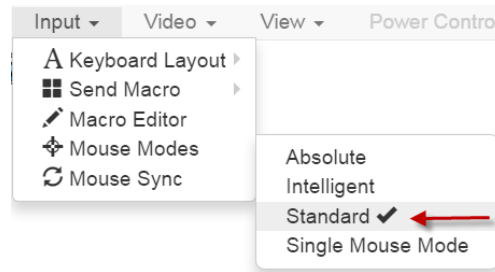 Input Video View Power Contro
Keyboard Layout
Send Macro
Macro Editor
Mouse Modes
Mouse Sync
Absolute
Intelligent
Standard
Single Mouse Mode